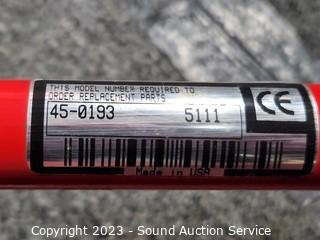 THIS MODEL NUMBER REQUIRED TO
ORDER REPLACEMENT PARTS
45-0193 5111
CE
Made in USA
Copyright 2023 - Sound Auction Service